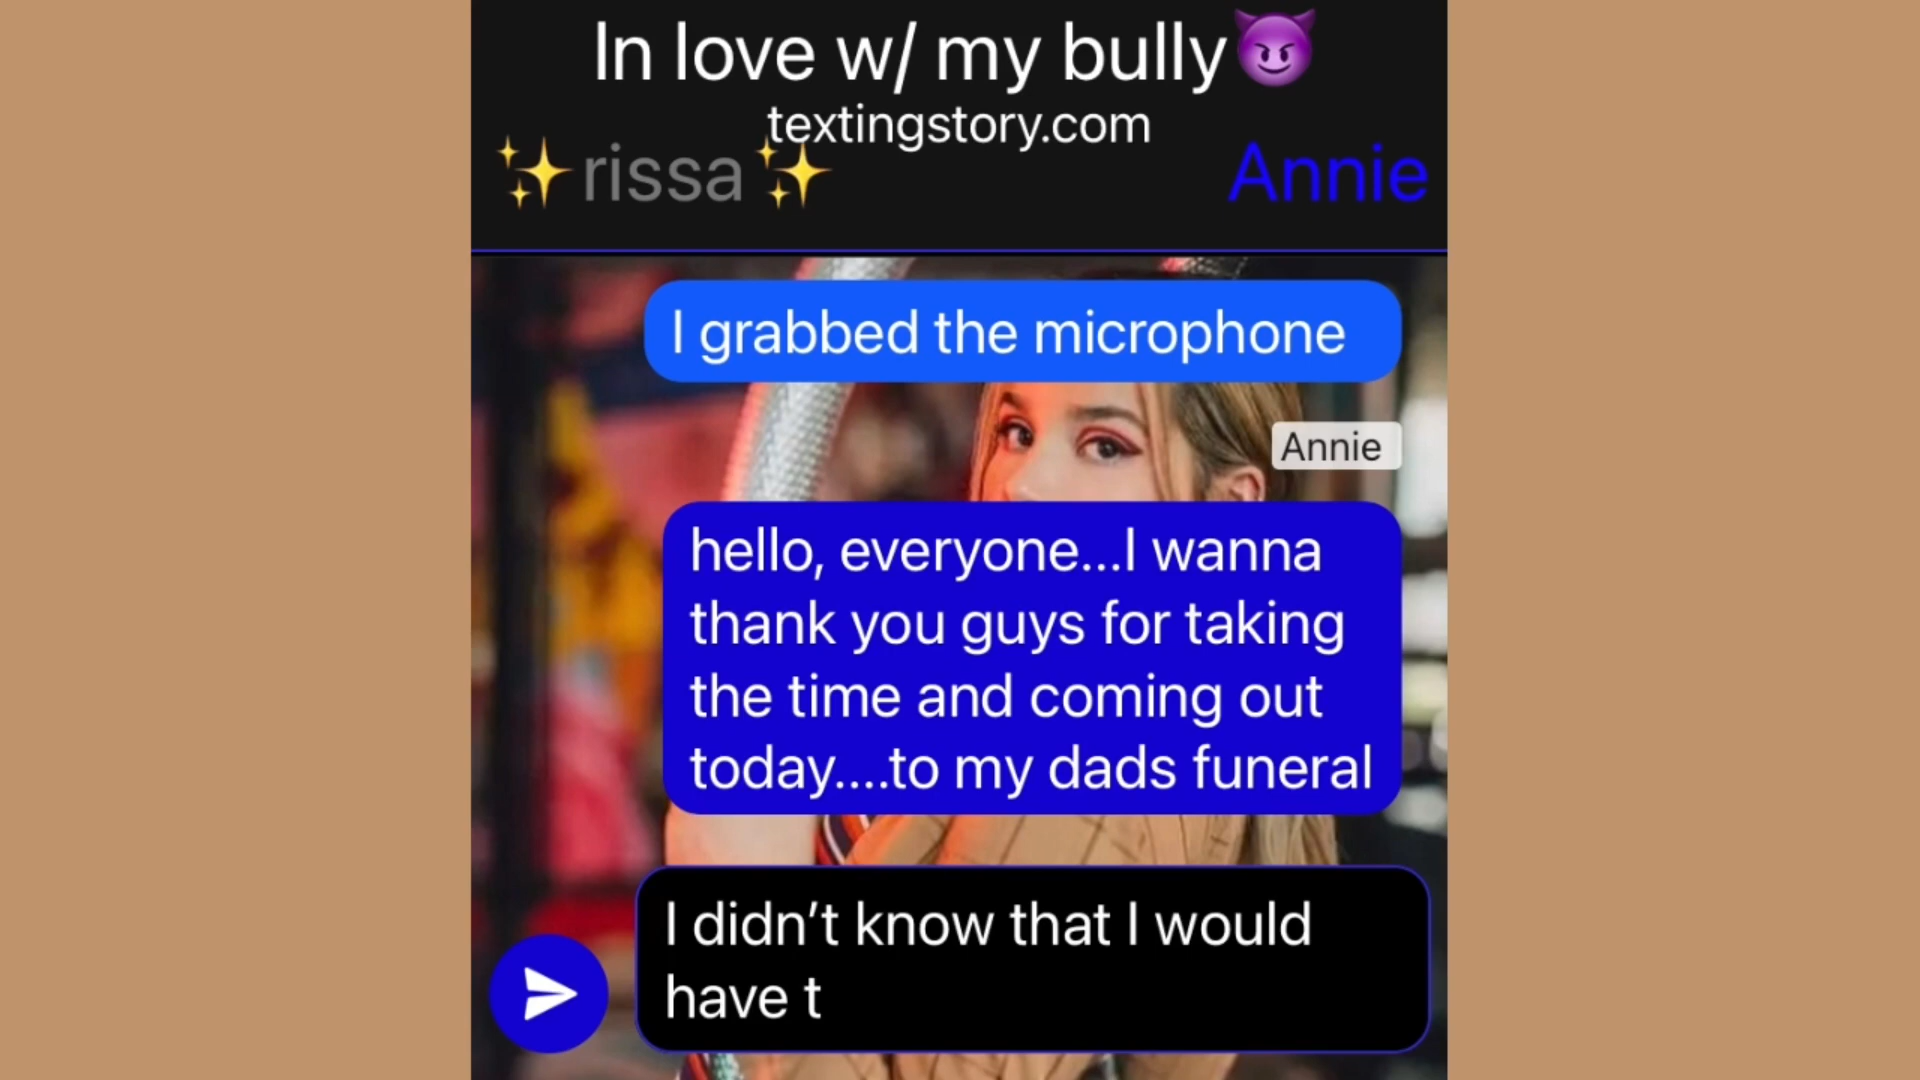 In love w/ my bully😈
textingstory.com
✨rissa✨
Annie
I grabbed the microphone
Annie
hello, everyone...I wanna
thank you guys for taking
the time and coming out
today....to my dads funeral
I didn’t know that I would
have t